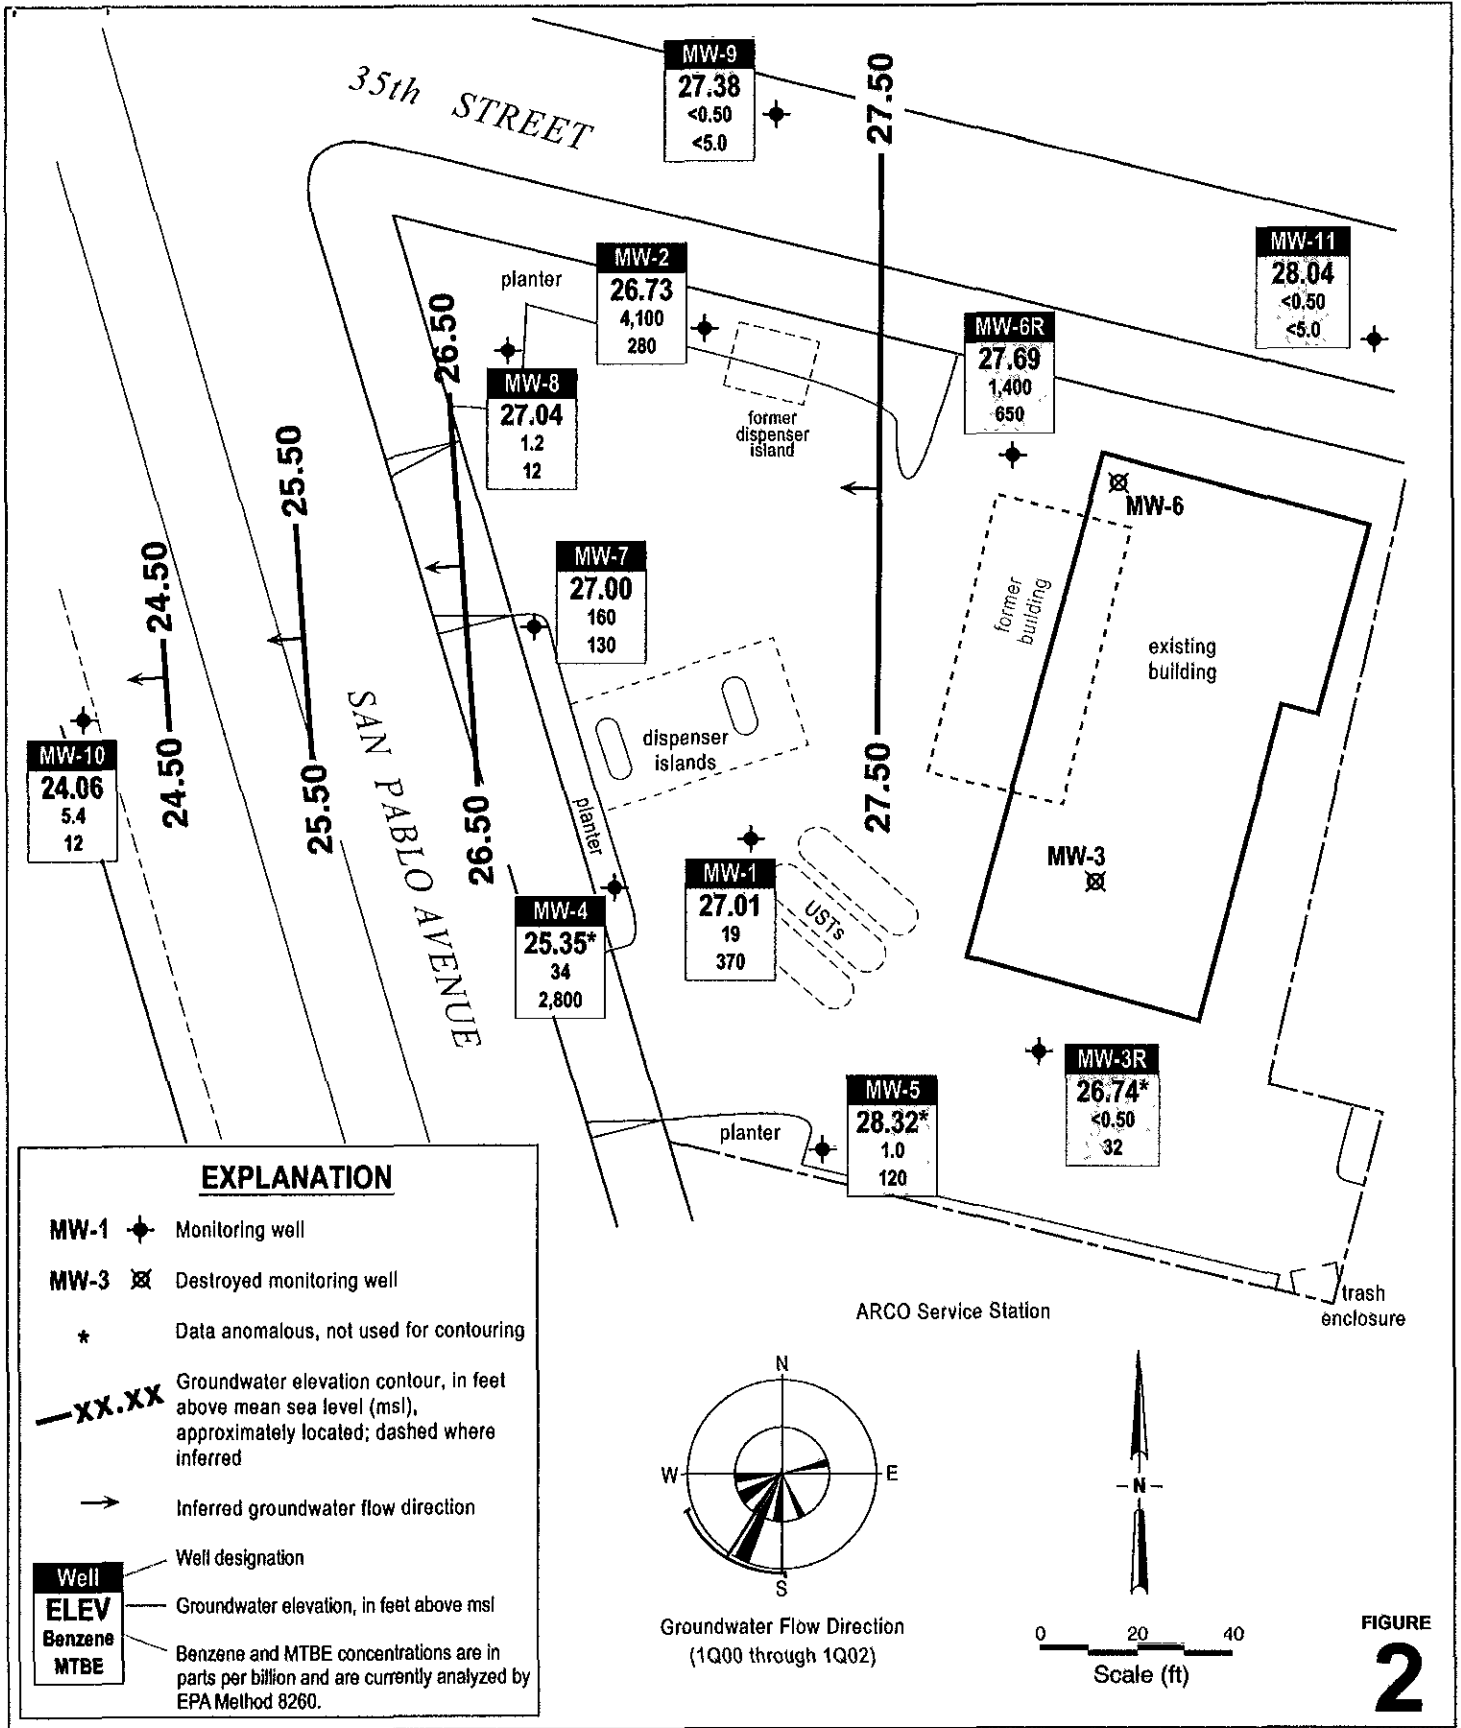 35th STREET
MW-9
27.38
<0.50
<5.0
27.50
MW-11
28.04
<0.50
<5.0
planter
MW-2
26.73
4,100
280
MW-6R
27.69
1,400
650
26.50
MW-8
27.04
1.2
12
former
dispenser
island
25.50
MW-6
24.50
MW-7
27.00
160
130
former
building
existing
building
SAN PABLO AVENUE
dispenser
islands
MW-10
24.06
5.4
12
24.50
25.50
26.50
27.50
planter
MW-3
MW-1
27.01
19
370
USTs
MW-4
25.35*
34
2,800
MW-3R
26.74*
<0.50
32
MW-5
28.32*
1.0
120
planter
trash
enclosure
ARCO Service Station
EXPLANATION
MW-1 Monitoring well
MW-3 Destroyed monitoring well
* Data anomalous, not used for contouring
XX.XX Groundwater elevation contour, in feet
above mean sea level (msl),
approximately located; dashed where
inferred
Inferred groundwater flow direction
Well Well designation
ELEV Groundwater elevation, in feet above msl
Benzene
MTBE
Benzene and MTBE concentrations are in
parts per billion and are currently analyzed by
EPA Method 8260.
N
W E
S
Groundwater Flow Direction
(1Q00 through 1Q02)
N
0 20 40
Scale (ft)
FIGURE
2